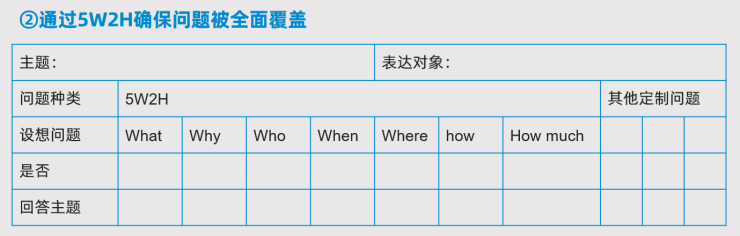 ②通过5W2H确保问题被全面覆盖
主题： 表达对象：
问题种类 5W2H 其他定制问题
设想问题 What Why Who When Where how How much
是否
回答主题